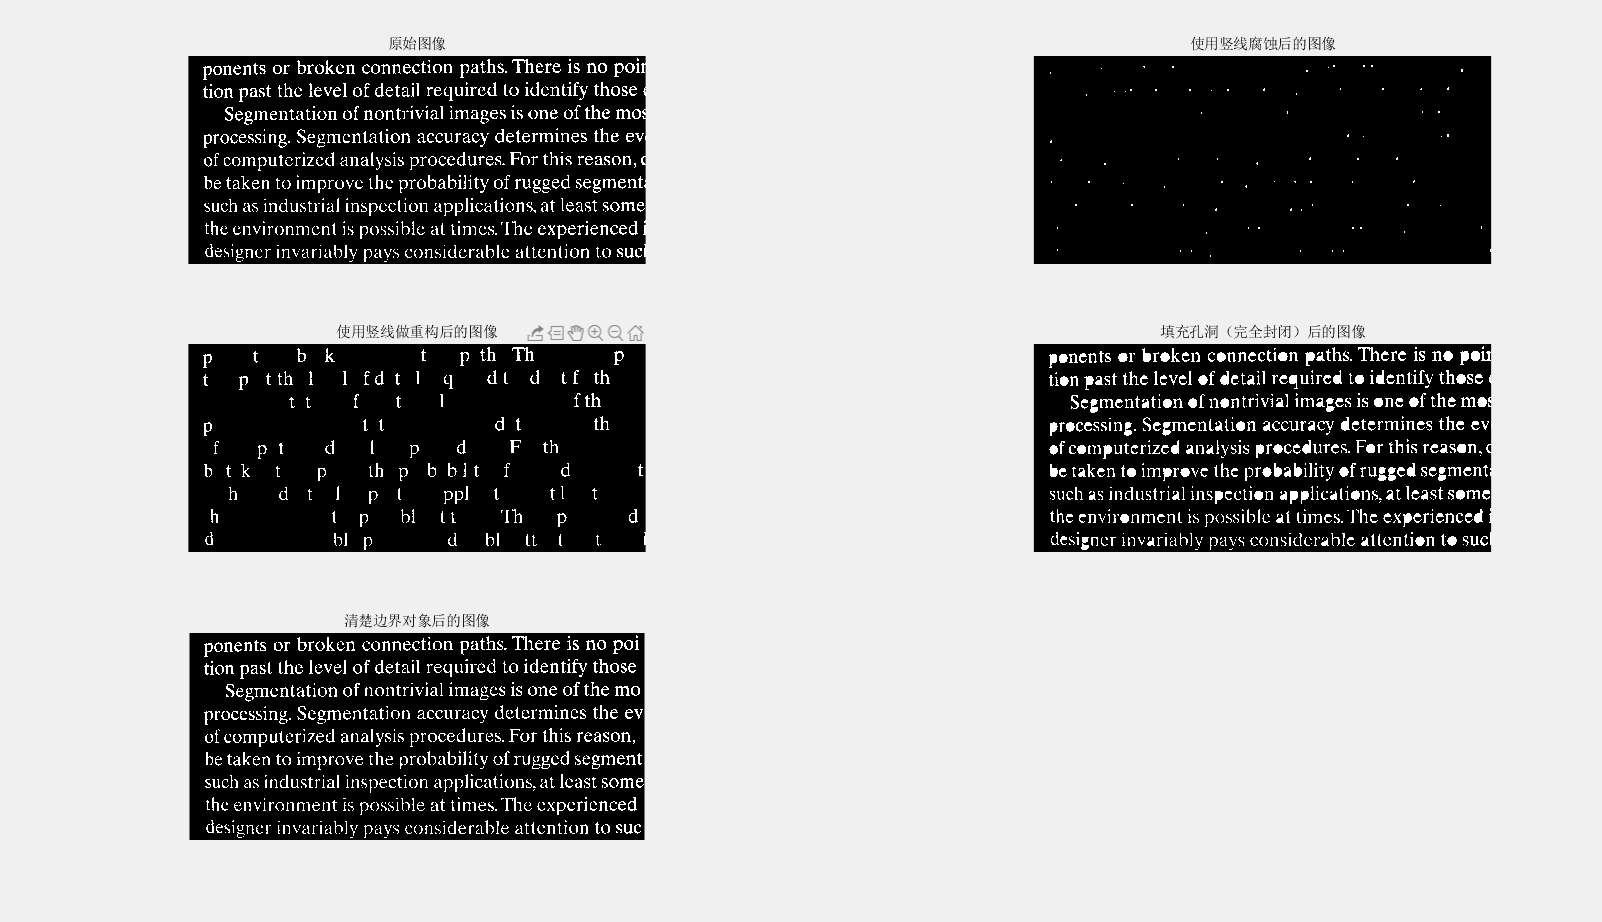 原始图像
ponents or broken connection paths. There is no poin
tion past the level of detail required to identify those
Segmentation of nontrivial images is one of the mos
processing. Segmentation accuracy determines the ev
of computerized analysis procedures. For this reason, c
be taken to improve the probability of rugged segment
such as industrial inspection applications, at least some
the environment is possible at times. The experienced i
designer invariably pays considerable attention to such
使用竖线腐蚀后的图像
使用竖线做重构后的图像
p t b k t p th Th p
t p t th l l f d t l q d t d t f th
t t f t l f th
p t t d t th
f p t d l p d F th
b t k t p th p b b l t f d t
h d t l p t p p l t t l t
h t p b l t t Th p d
d b l p d b l t t t t
填充孔洞（完全封闭）后的图像
ponents or broken connection paths. There is no poin
tion past the level of detail required to identify those
Segmentation of nontrivial images is one of the mos
processing. Segmentation accuracy determines the ev
of computerized analysis procedures. For this reason, c
be taken to improve the probability of rugged segment
such as industrial inspection applications, at least some
the environment is possible at times. The experienced i
designer invariably pays considerable attention to such
清楚边界对象后的图像
ponents or broken connection paths. There is no poi
tion past the level of detail required to identify those
Segmentation of nontrivial images is one of the mo
processing. Segmentation accuracy determines the ev
of computerized analysis procedures. For this reason,
be taken to improve the probability of rugged segment
such as industrial inspection applications, at least some
the environment is possible at times. The experienced
designer invariably pays considerable attention to suc